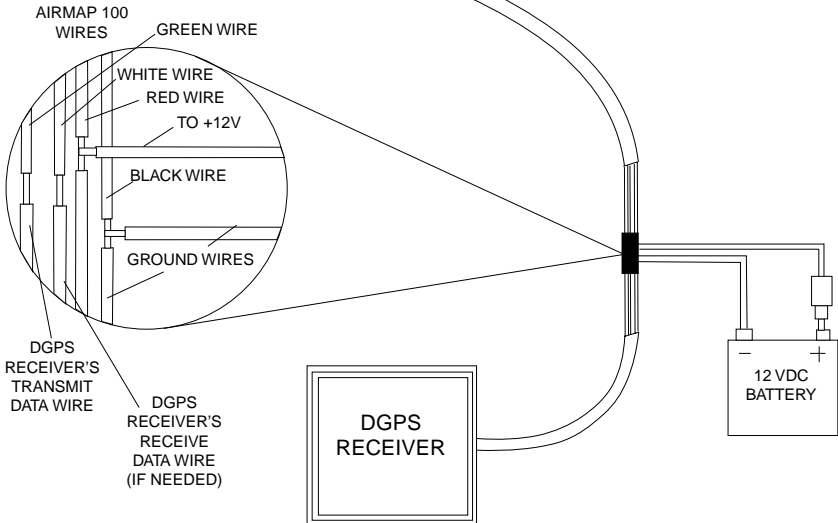 AIRMAP 100
WIRES
GREEN WIRE
WHITE WIRE
RED WIRE
TO +12V
BLACK WIRE
GROUND WIRES
DGPS
RECEIVER'S
TRANSMIT
DATA WIRE
DGPS
RECEIVER'S
RECEIVE
DATA WIRE
(IF NEEDED)
DGPS
RECEIVER
– +
12 VDC
BATTERY